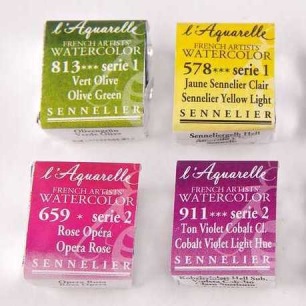 l'Aquarelle
FRENCH ARTISTS'
WATERCOLOR
813*** serie 1
Vert Olive
Olive Green
SENNELIER
l'Aquarelle
FRENCH ARTISTS'
WATERCOLOR
578*** serie 1
Jaune Sennelier Clair
Sennelier Yellow Light
SENNELIER
Senneliergelb Hell
l'Aquarelle
FRENCH ARTISTS'
WATERCOLOR
659 * serie 2
Rose Opéra
Opera Rose
SENNELIER
l'Aquarelle
FRENCH ARTISTS'
WATERCOLOR
911*** serie 2
Ton Violet Cobalt Cl.
Cobalt Violet Light Hue
SENNELIER